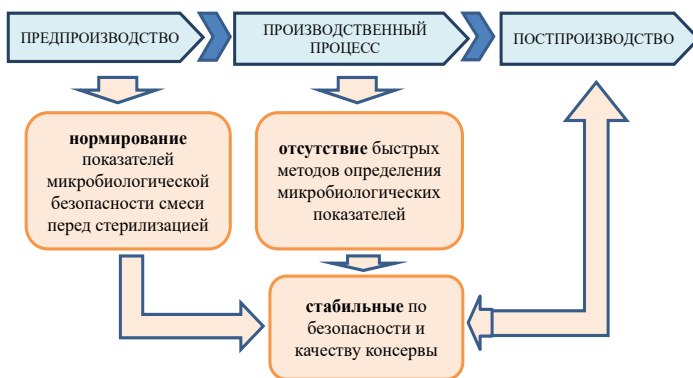 ПРЕДПРОИЗВОДСТВО
ПРОИЗВОДСТВЕННЫЙ
ПРОЦЕСС
ПОСТПРОИЗВОДСТВО
нормирование
показателей
микробиологической
безопасности смеси
перед стерилизацией
отсутствие быстрых
методов определения
микробиологических
показателей
стабильные по
безопасности и
качеству консервы